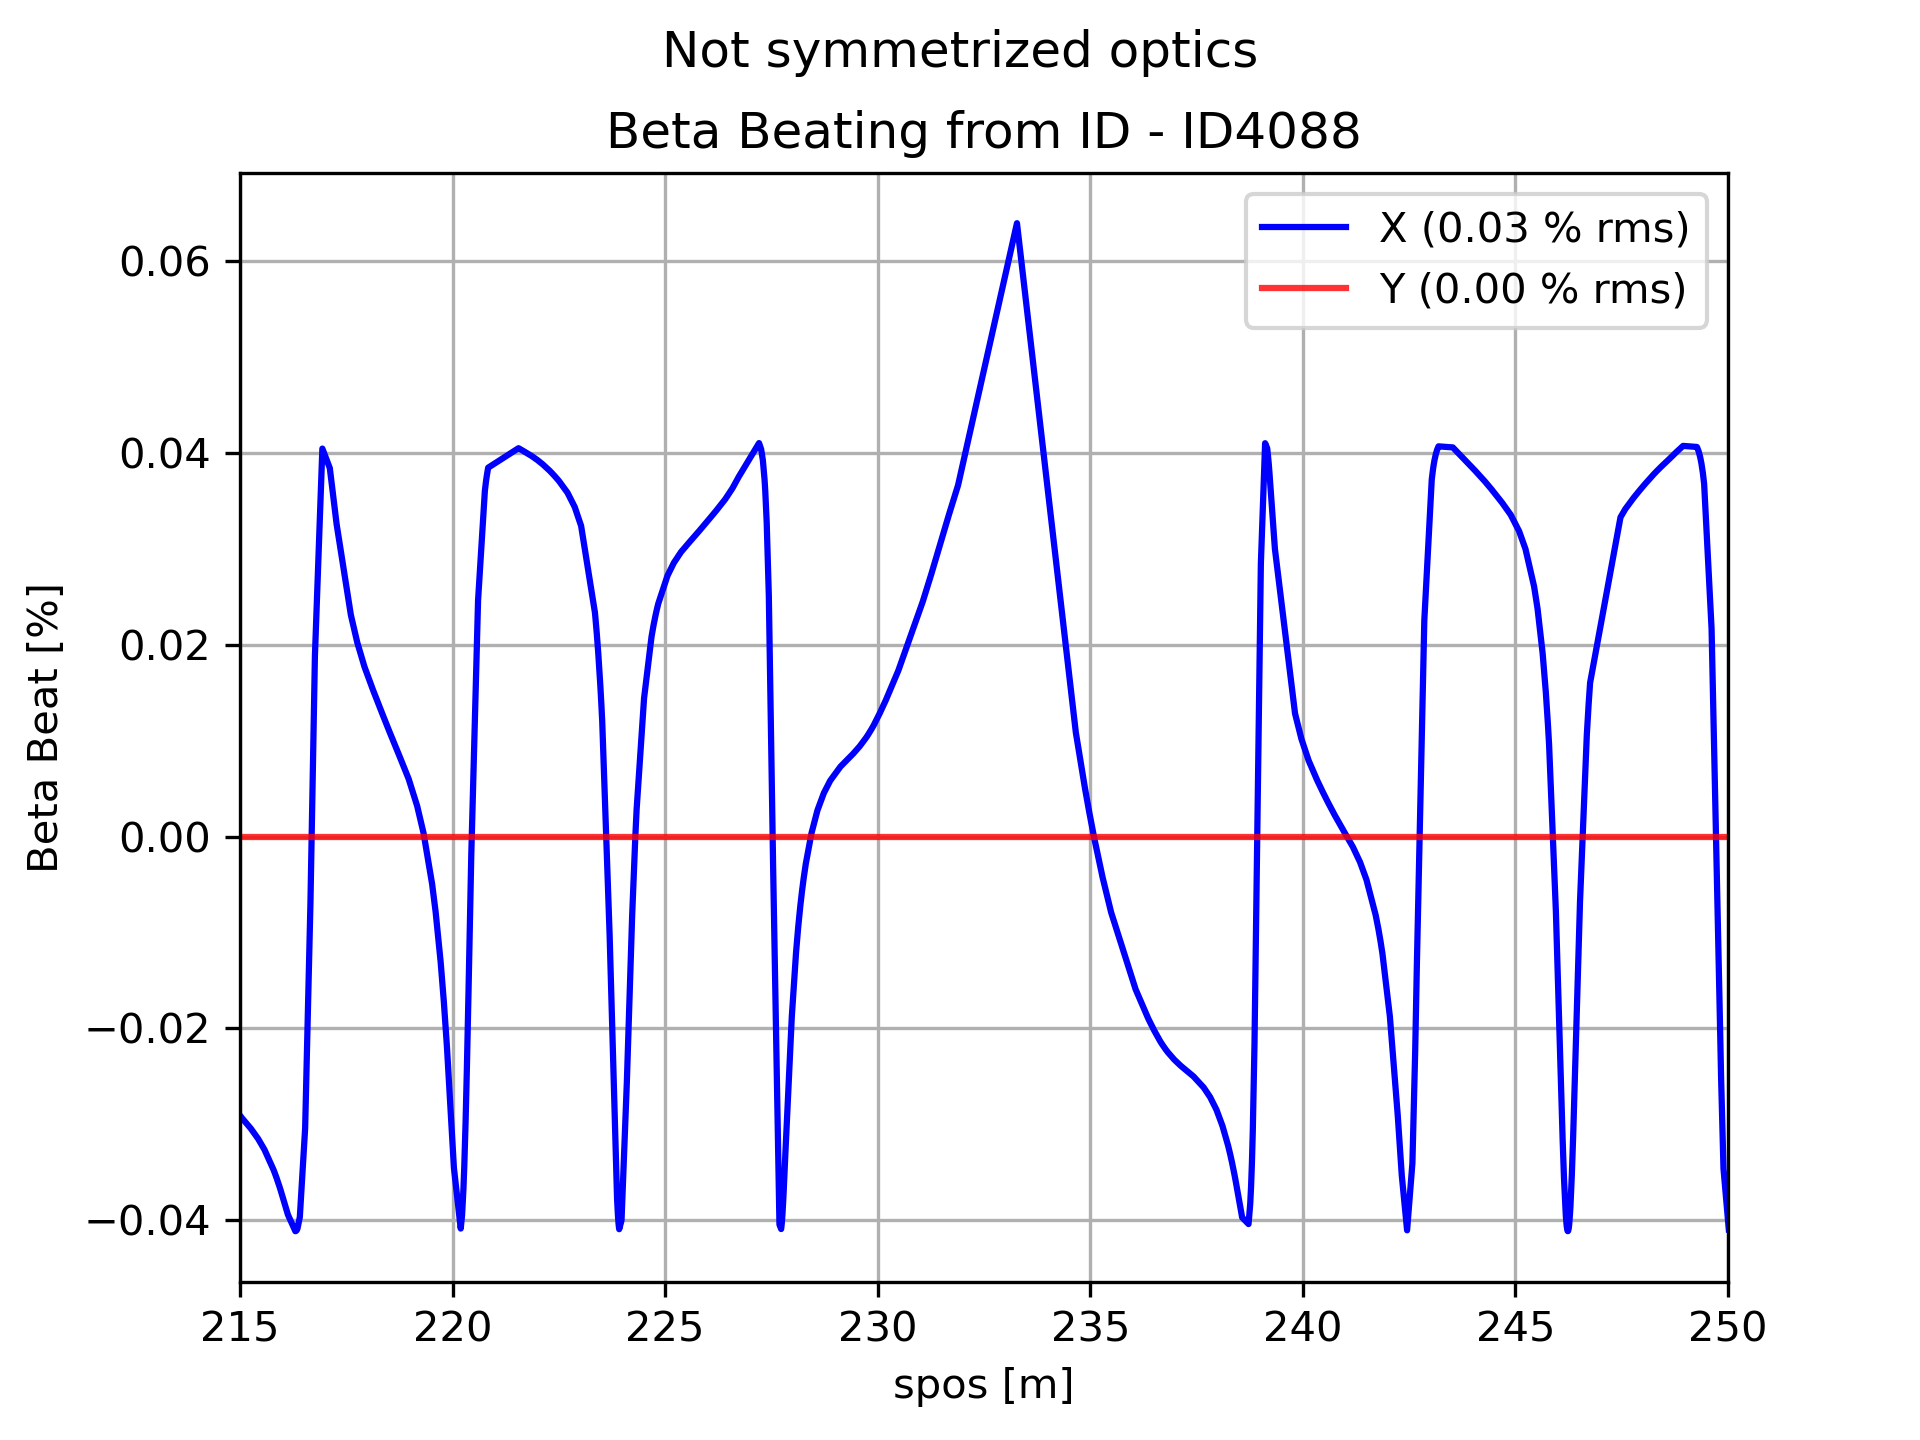 Not symmetrized optics
Beta Beating from ID - ID4088
X (0.03 % rms)
Y (0.00 % rms)
Beta Beat [%]
0.06
0.04
0.02
0.00
−0.02
−0.04
215 220 225 230 235 240 245 250
spos [m]